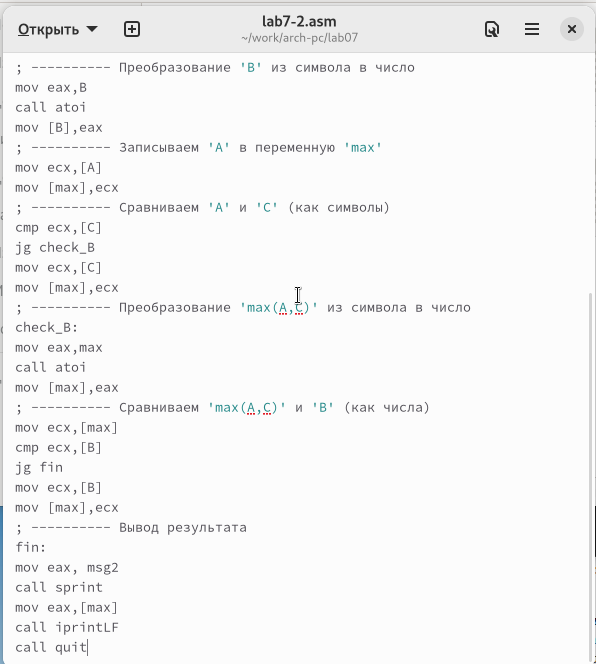 Открыть
lab7-2.asm
~/work/arch-pc/lab07
; ---------- Преобразование 'B' из символа в число
mov eax,B
call atoi
mov [B],eax
; ---------- Записываем 'A' в переменную 'max'
mov ecx,[A]
mov [max],ecx
; ---------- Сравниваем 'A' и 'C' (как символы)
cmp ecx,[C]
jg check_B
mov ecx,[C]
mov [max],ecx
; ---------- Преобразование 'max(A,C)' из символа в число
check_B:
mov eax,max
call atoi
mov [max],eax
; ---------- Сравниваем 'max(A,C)' и 'B' (как числа)
mov ecx,[max]
cmp ecx,[B]
jg fin
mov ecx,[B]
mov [max],ecx
; ---------- Вывод результата
fin:
mov eax, msg2
call sprint
mov eax,[max]
call iprintLF
call quit